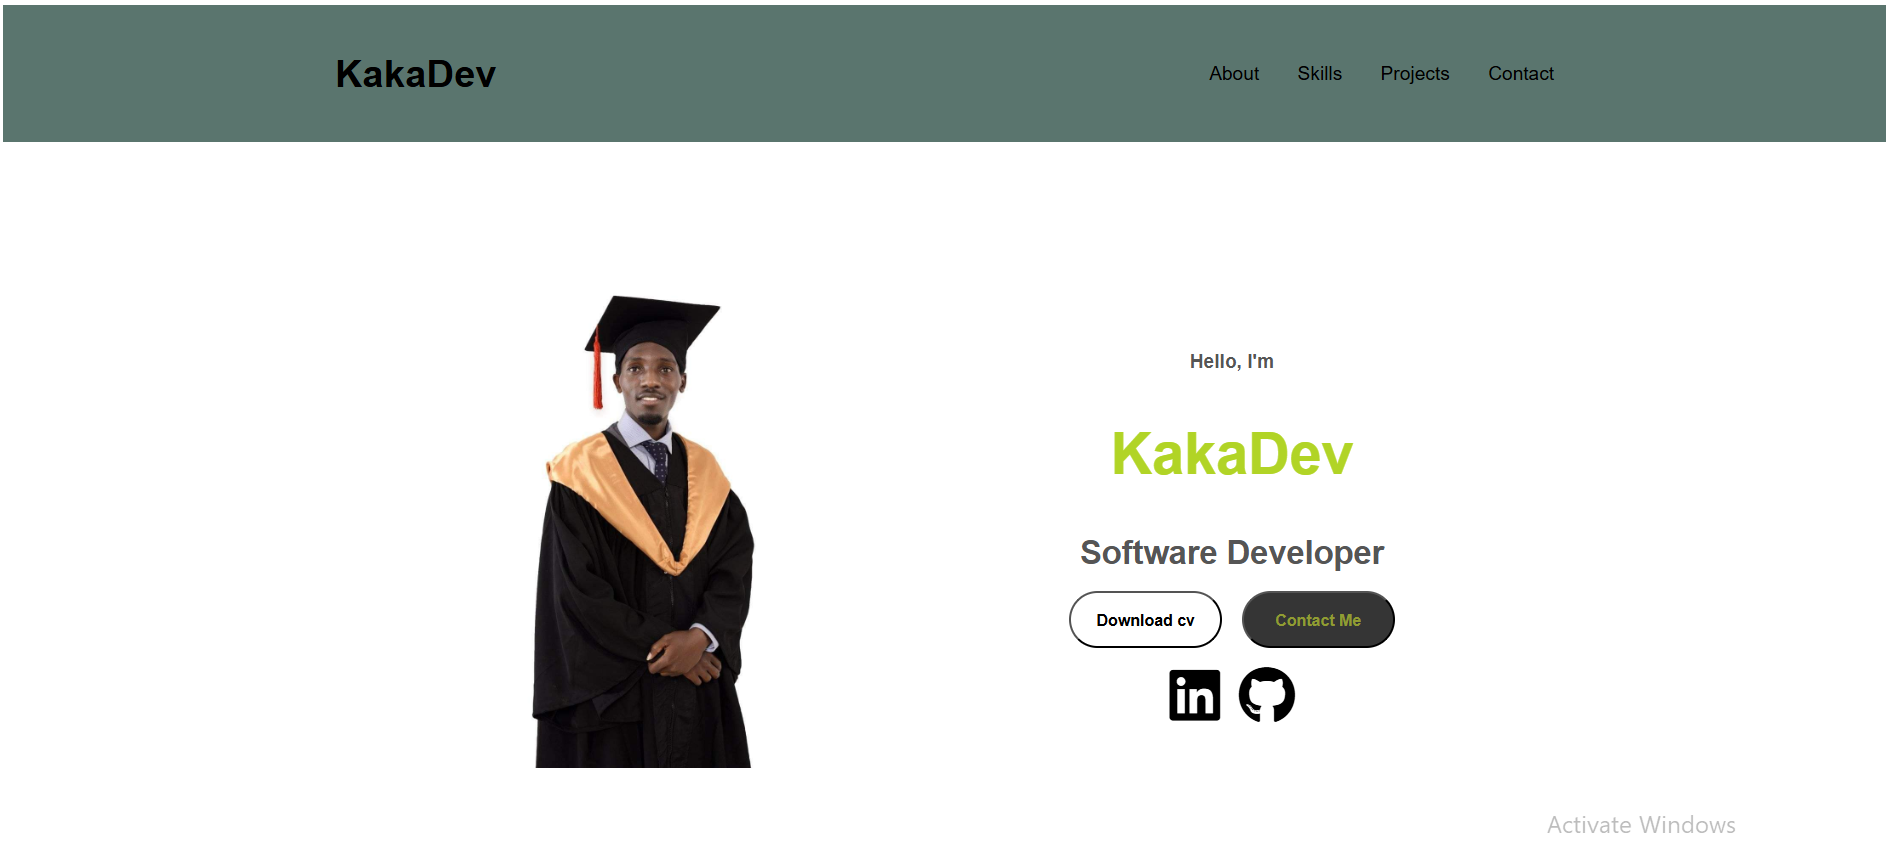 KakaDev
About Skills Projects Contact
Hello, I'm
KakaDev
Software Developer
Download cv Contact Me
in
Activate Windows